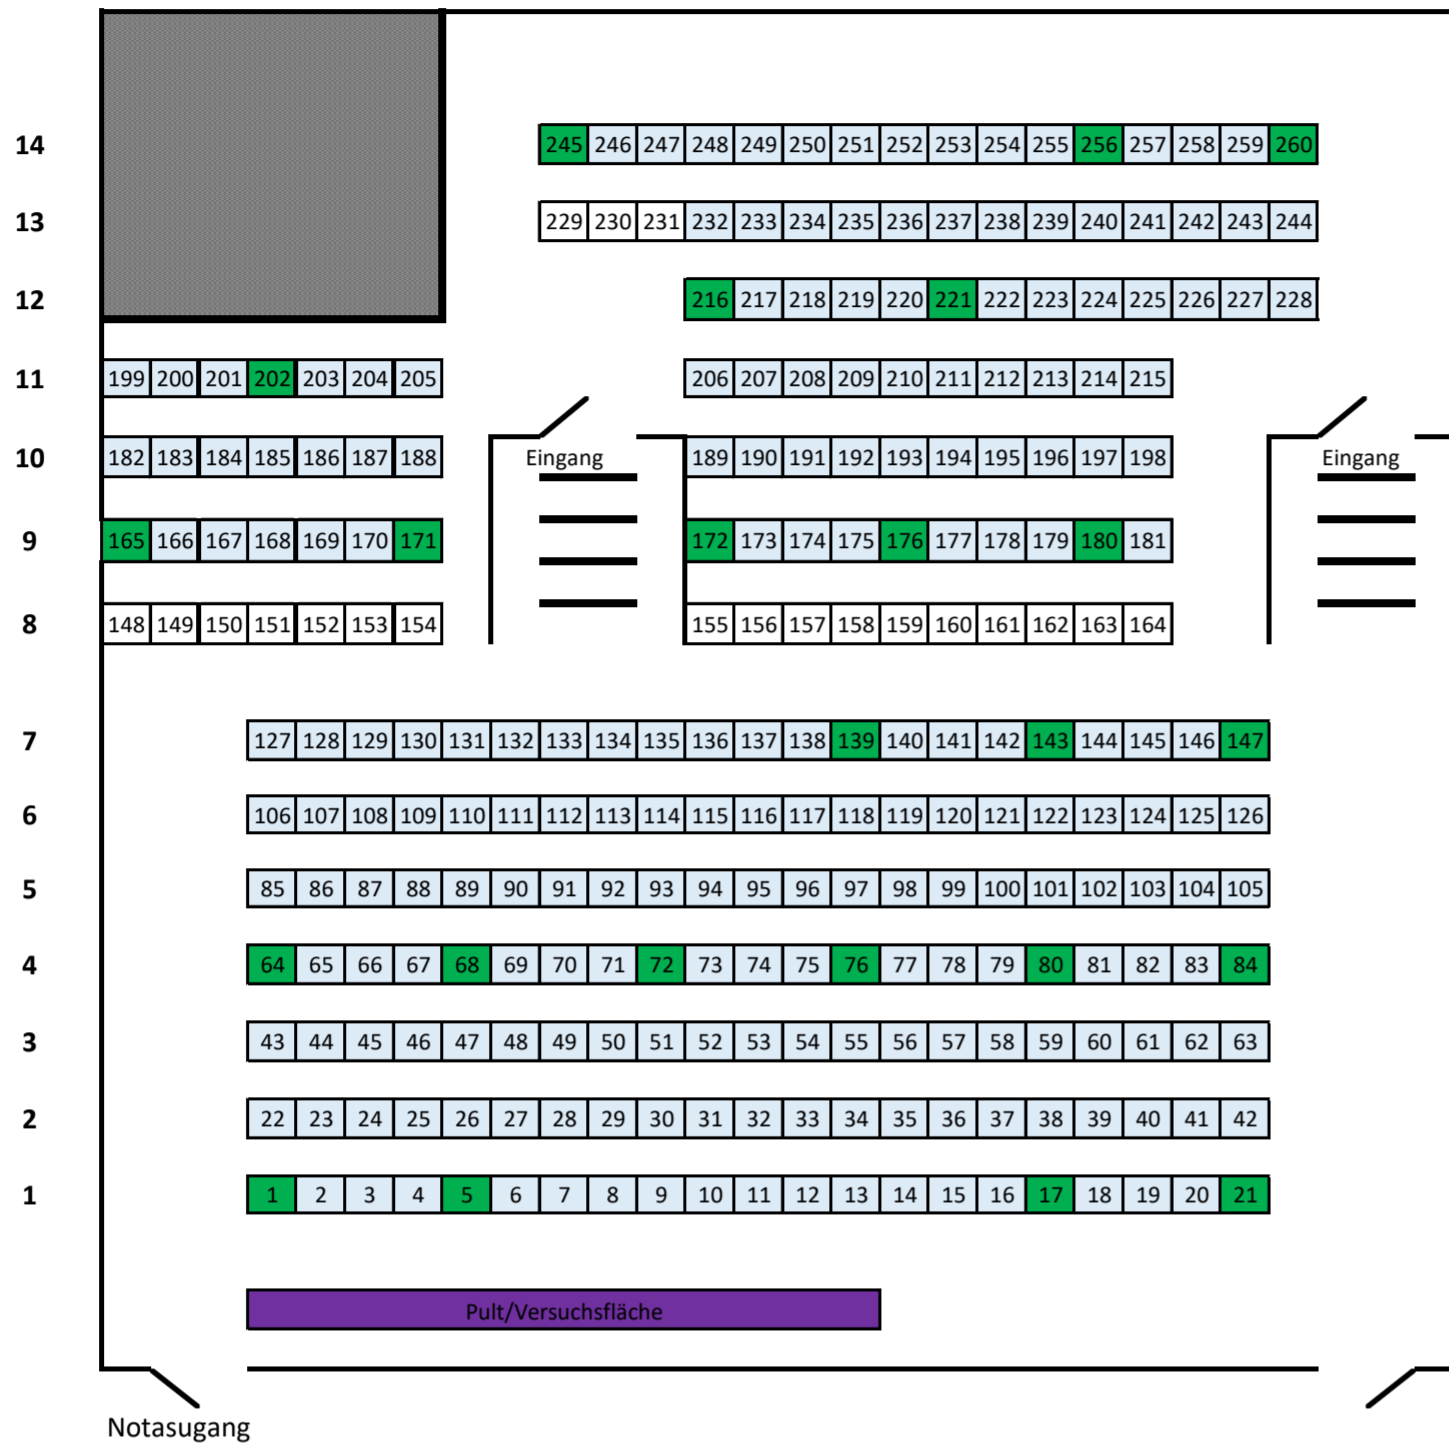 14 245 246 247 248 249 250 251 252 253 254 255 256 257 258 259 260
13 229 230 231 232 233 234 235 236 237 238 239 240 241 242 243 244
12 216 217 218 219 220 221 222 223 224 225 226 227 228
11 199 200 201 202 203 204 205 206 207 208 209 210 211 212 213 214 215
10 182 183 184 185 186 187 188 Eingang 189 190 191 192 193 194 195 196 197 198 Eingang
9 165 166 167 168 169 170 171 172 173 174 175 176 177 178 179 180 181
8 148 149 150 151 152 153 154 155 156 157 158 159 160 161 162 163 164
7 127 128 129 130 131 132 133 134 135 136 137 138 139 140 141 142 143 144 145 146 147
6 106 107 108 109 110 111 112 113 114 115 116 117 118 119 120 121 122 123 124 125 126
5 85 86 87 88 89 90 91 92 93 94 95 96 97 98 99 100 101 102 103 104 105
4 64 65 66 67 68 69 70 71 72 73 74 75 76 77 78 79 80 81 82 83 84
3 43 44 45 46 47 48 49 50 51 52 53 54 55 56 57 58 59 60 61 62 63
2 22 23 24 25 26 27 28 29 30 31 32 33 34 35 36 37 38 39 40 41 42
1 1 2 3 4 5 6 7 8 9 10 11 12 13 14 15 16 17 18 19 20 21
Pult/Versuchsfläche
Notasugang